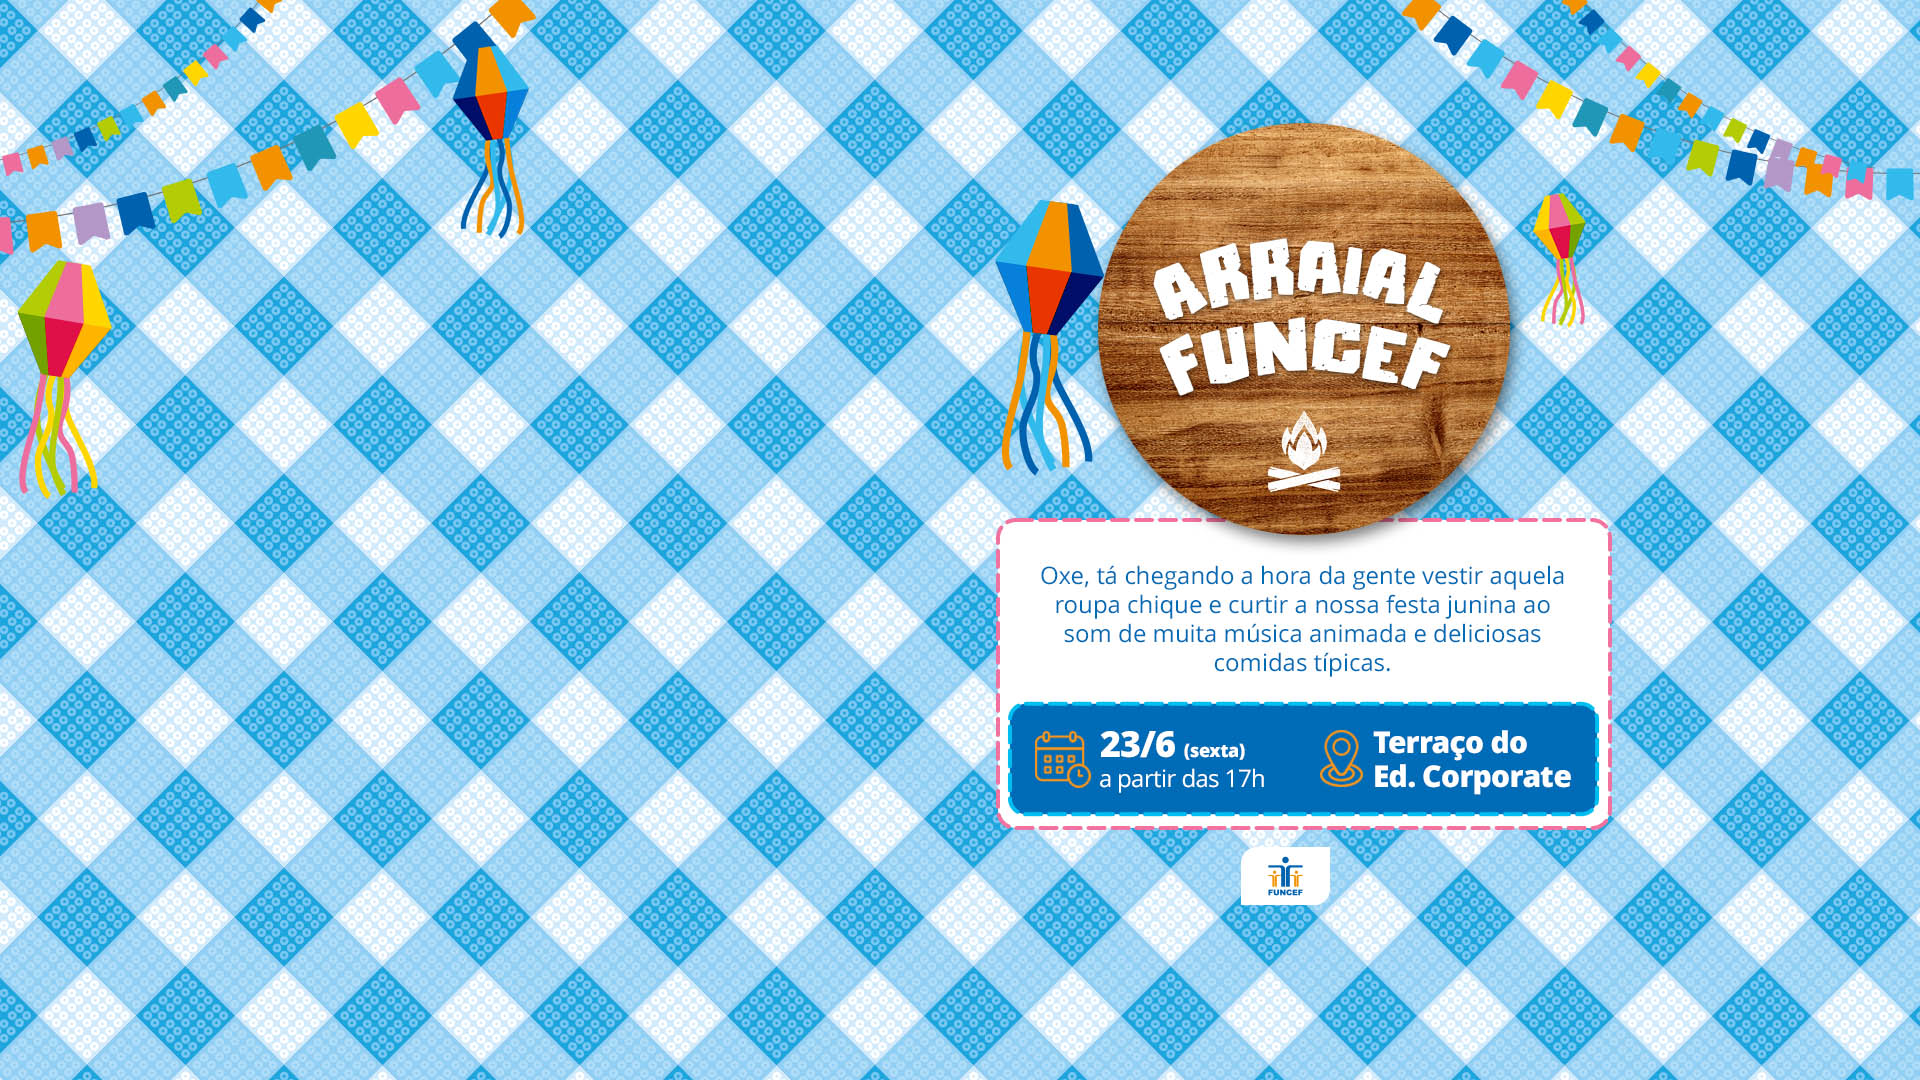 ARRAIAL
FUNCEF
Oxe, tá chegando a hora da gente vestir aquela
roupa chique e curtir a nossa festa junina ao
som de muita música animada e deliciosas
comidas típicas.
23/6 (sexta)
a partir das 17h
Terraço do
Ed. Corporate
FUNCEF